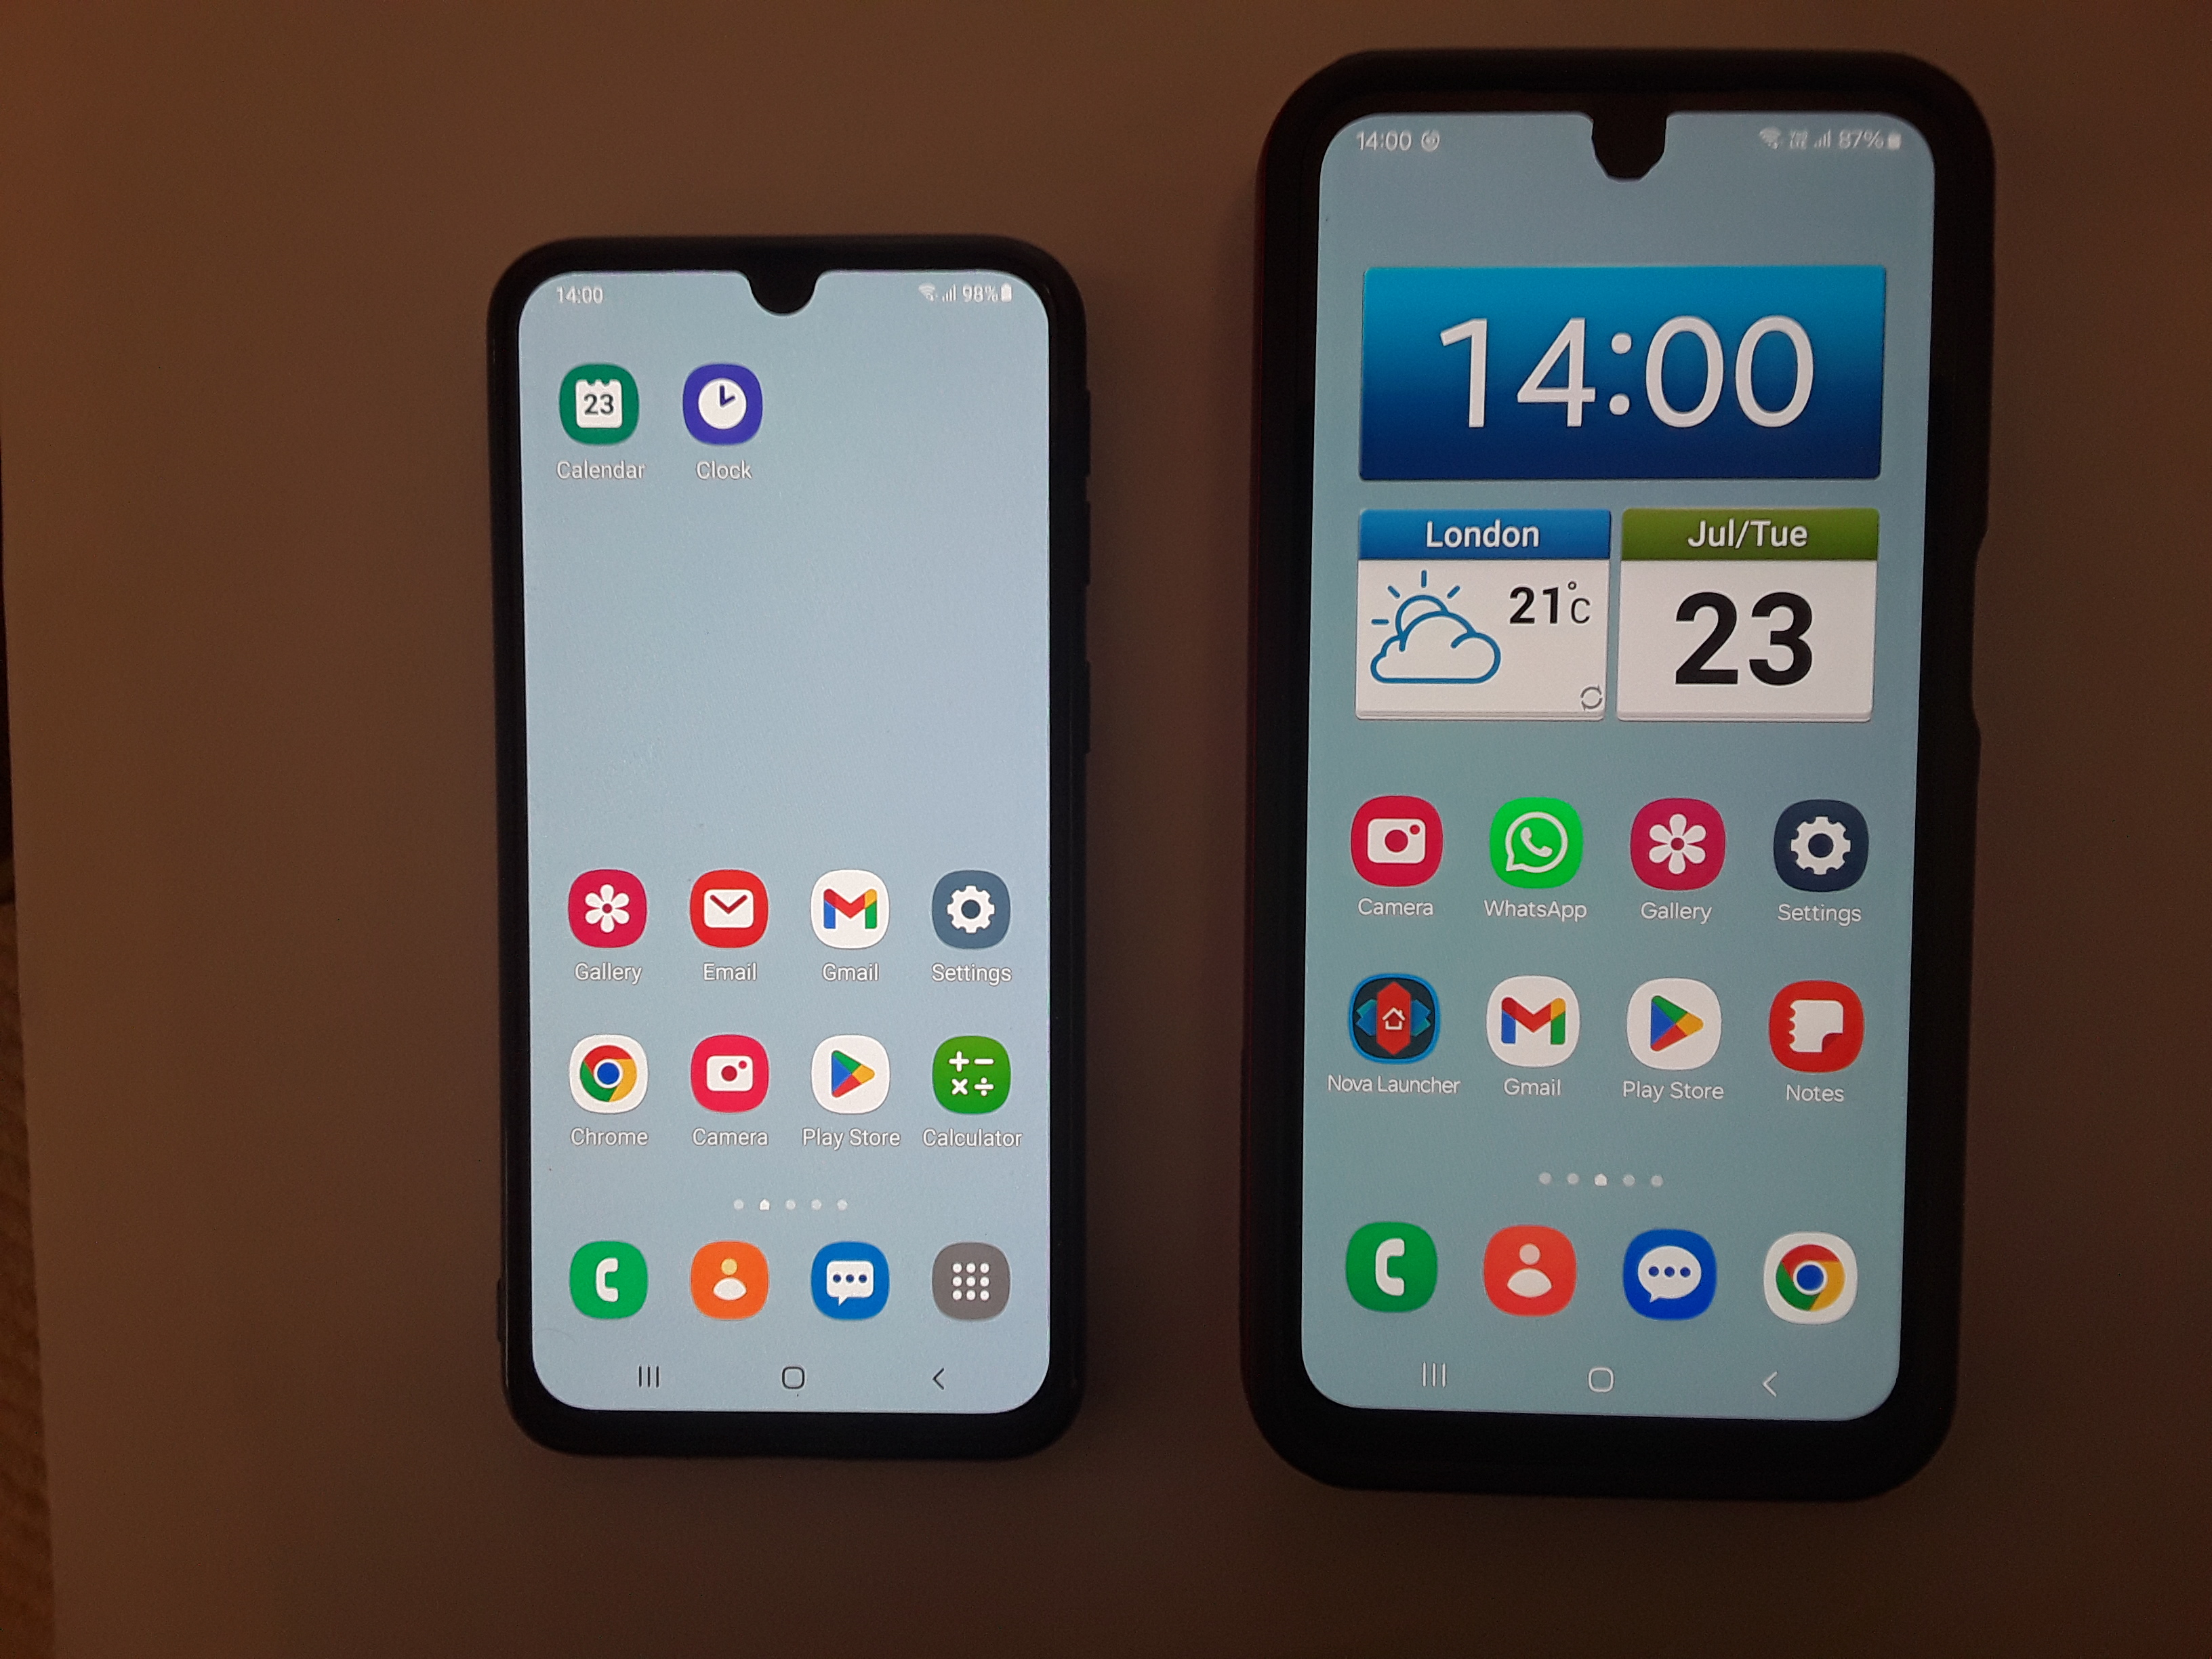 14:00
98%
23
Calendar Clock
Gallery Email Gmail Settings
Chrome Camera Play Store Calculator
14:00
87%
14:00
London
21°C
Jul/Tue
23
Camera WhatsApp Gallery Settings
Nova Launcher Gmail Play Store Notes